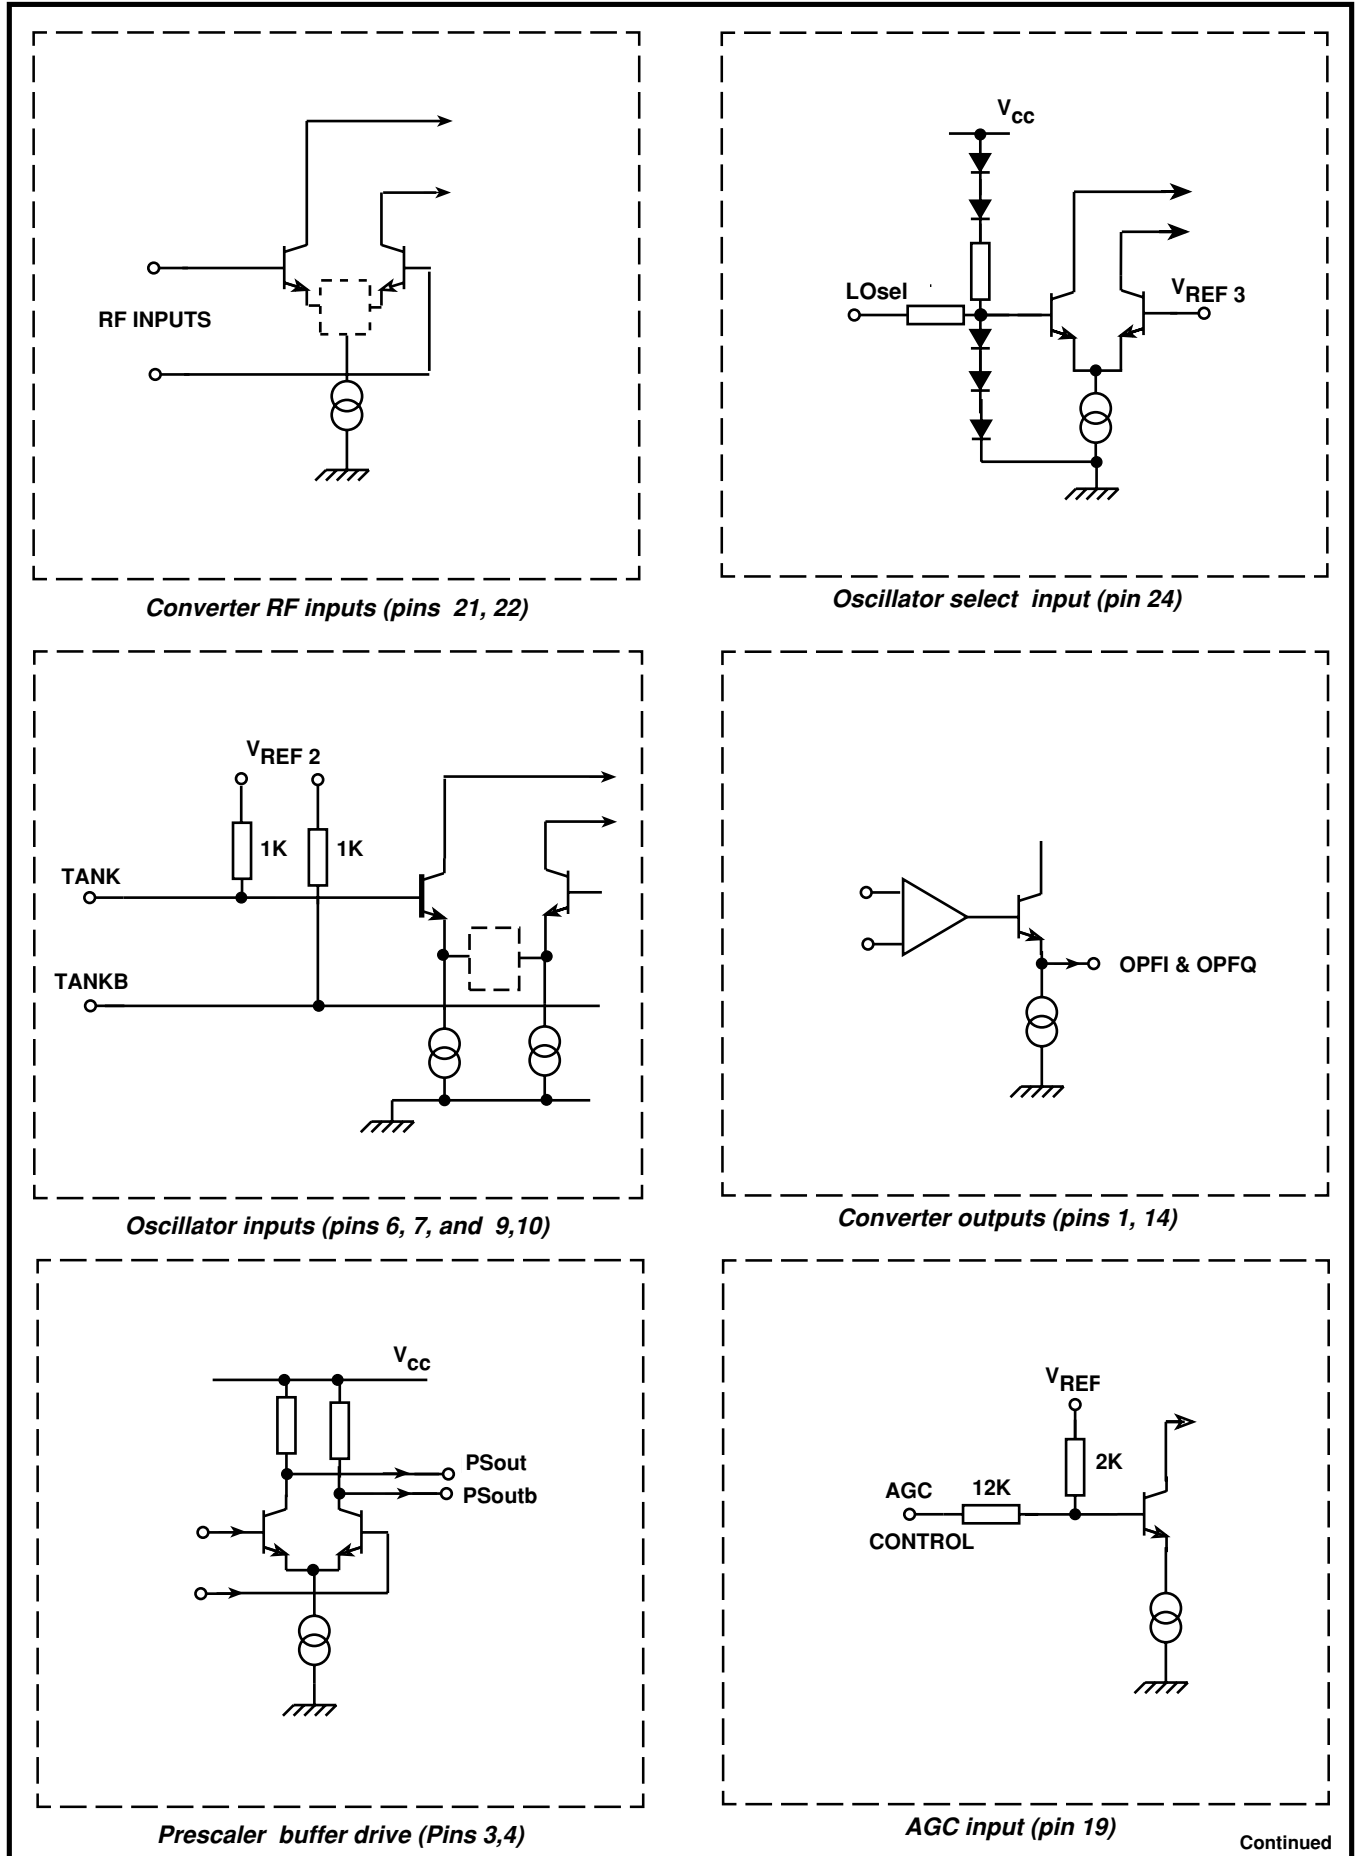 RF INPUTS
Converter RF inputs (pins 21, 22)
Vcc
LOsel
VREF 3
Oscillator select input (pin 24)
VREF 2
1K
1K
TANK
TANKB
Oscillator inputs (pins 6, 7, and 9,10)
OPFI & OPFQ
Converter outputs (pins 1, 14)
Vcc
PSout
PSoutb
Prescaler buffer drive (Pins 3,4)
VREF
2K
AGC
12K
CONTROL
AGC input (pin 19)
Continued